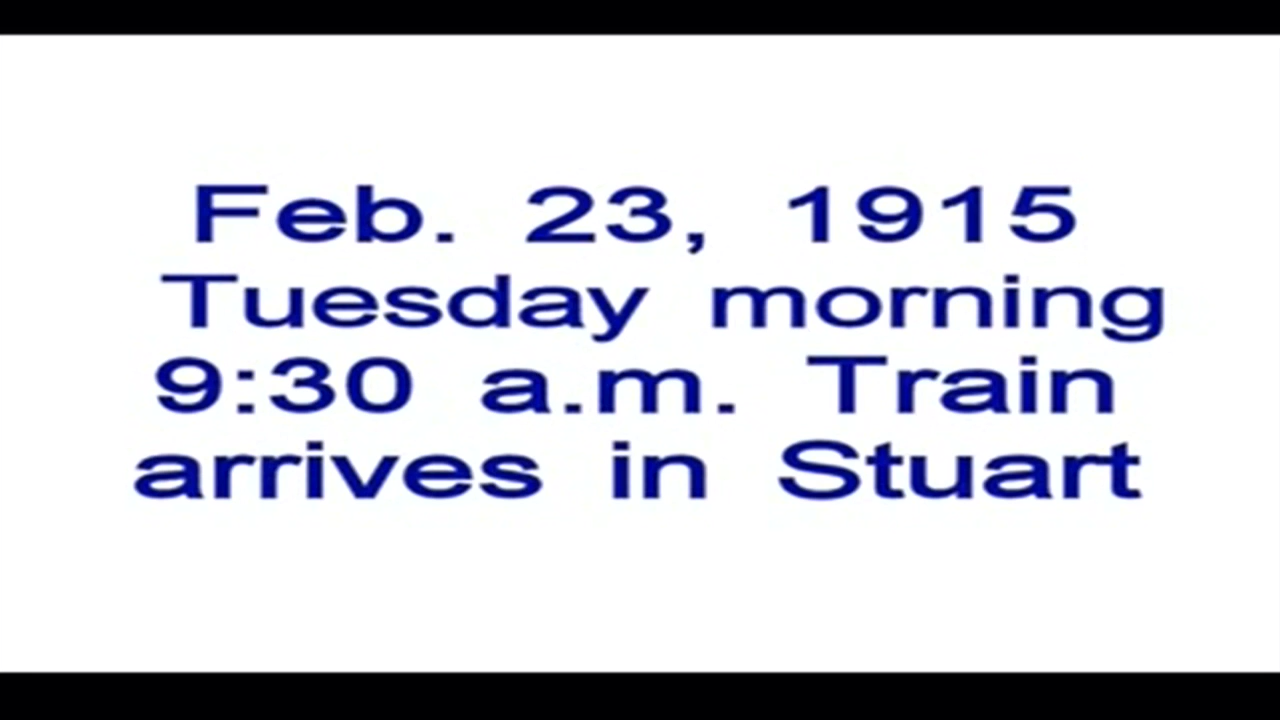 Feb. 23, 1915
Tuesday morning
9:30 a.m. Train
arrives in Stuart